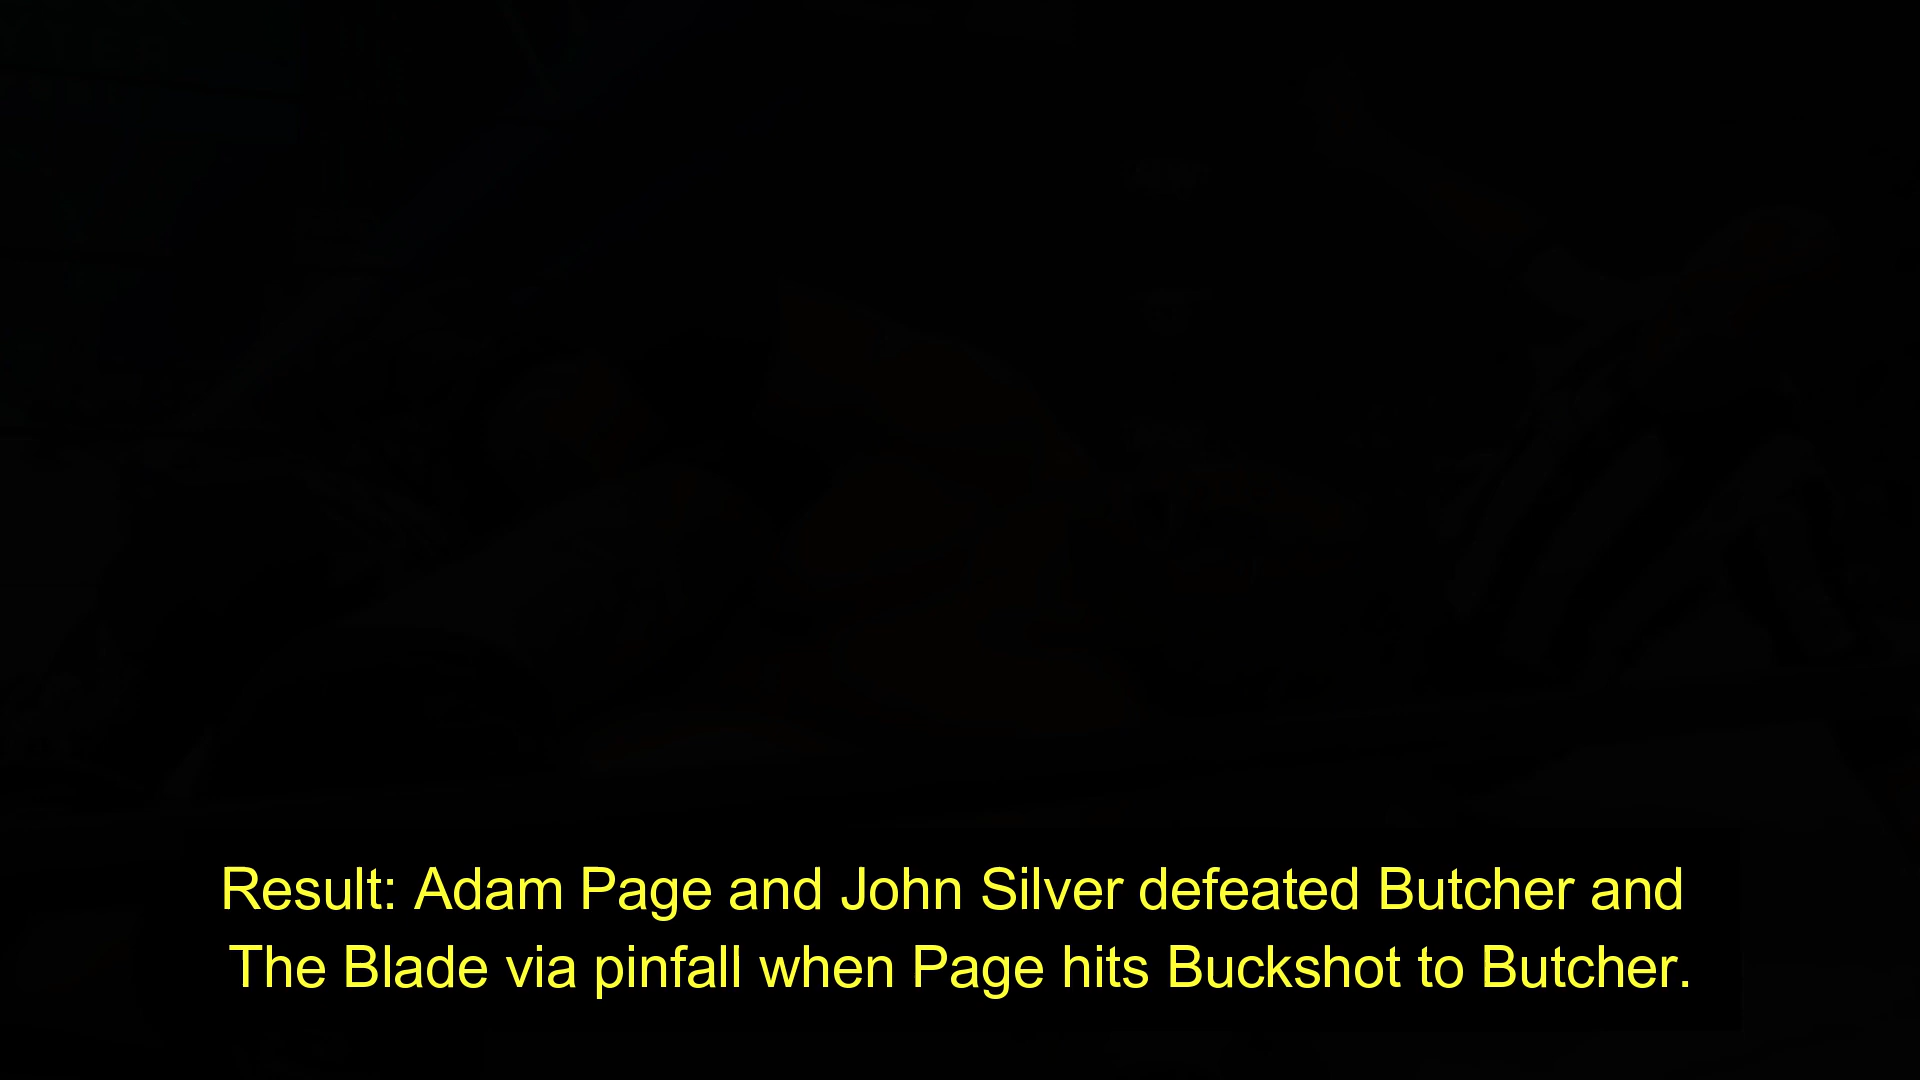 Result: Adam Page and John Silver defeated Butcher and
The Blade via pinfall when Page hits Buckshot to Butcher.